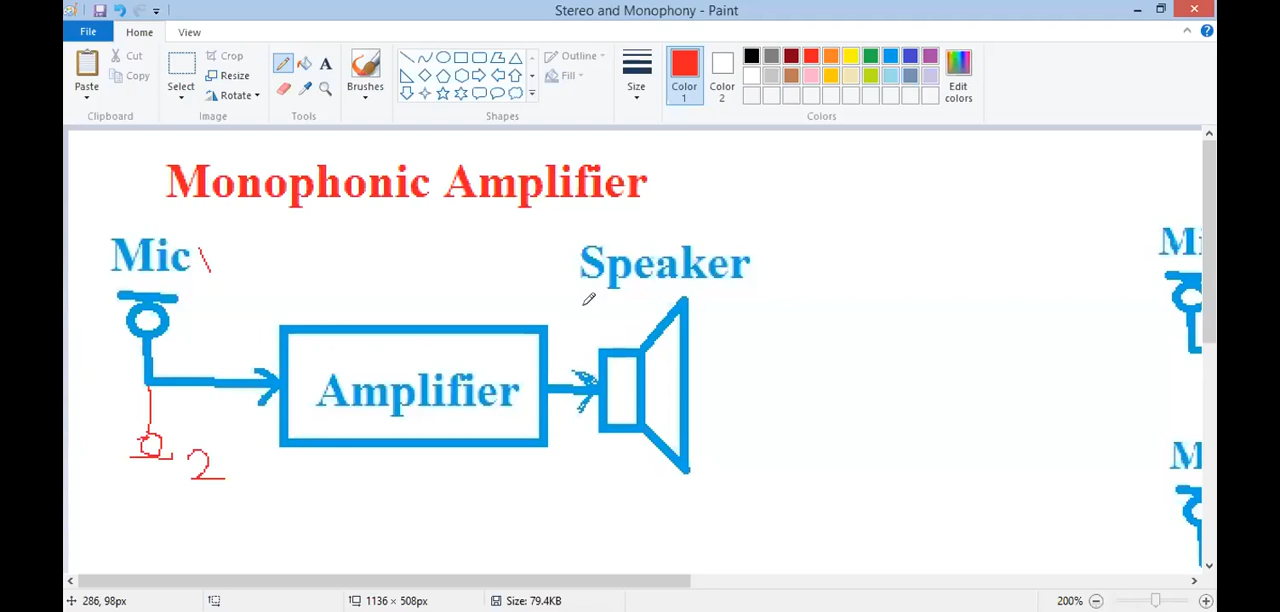 Stereo and Monophony - Paint
File Home View
Paste
Cut
Copy
Clipboard
Select
Crop
Resize
Rotate
Image
A
Tools
Brushes
Outline
Fill
Shapes
Size
Color 1
Color 2
Edit colors
Colors
Monophonic Amplifier
Mic
Speaker
Amplifier
2
Mi
M
286, 98px
1136 × 508px
Size: 79.4KB
200%